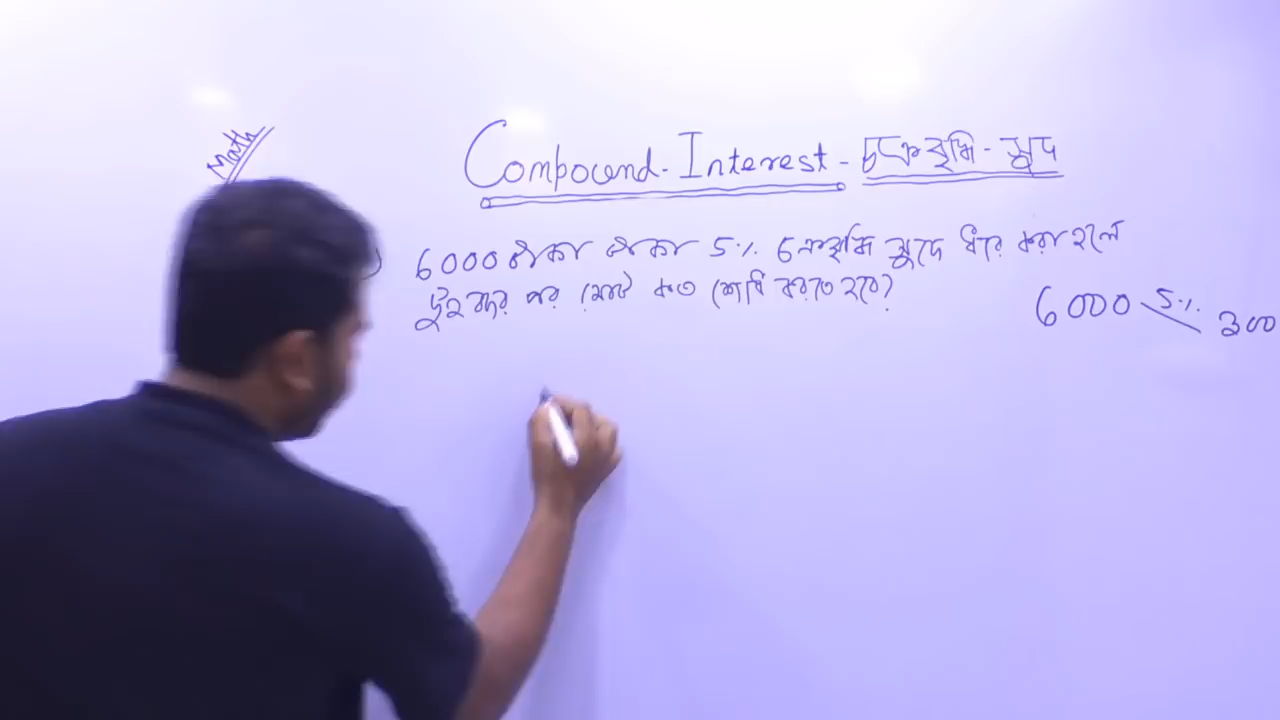 Math
Compound-Interest-চক্রবৃদ্ধি-সুদ
6000 টাকা টাকা 5% চক্রবৃদ্ধি সুদে ধার করা হলে
দুই বছর পর মোট কত শোধ করতে হবে?
6000 5% 300